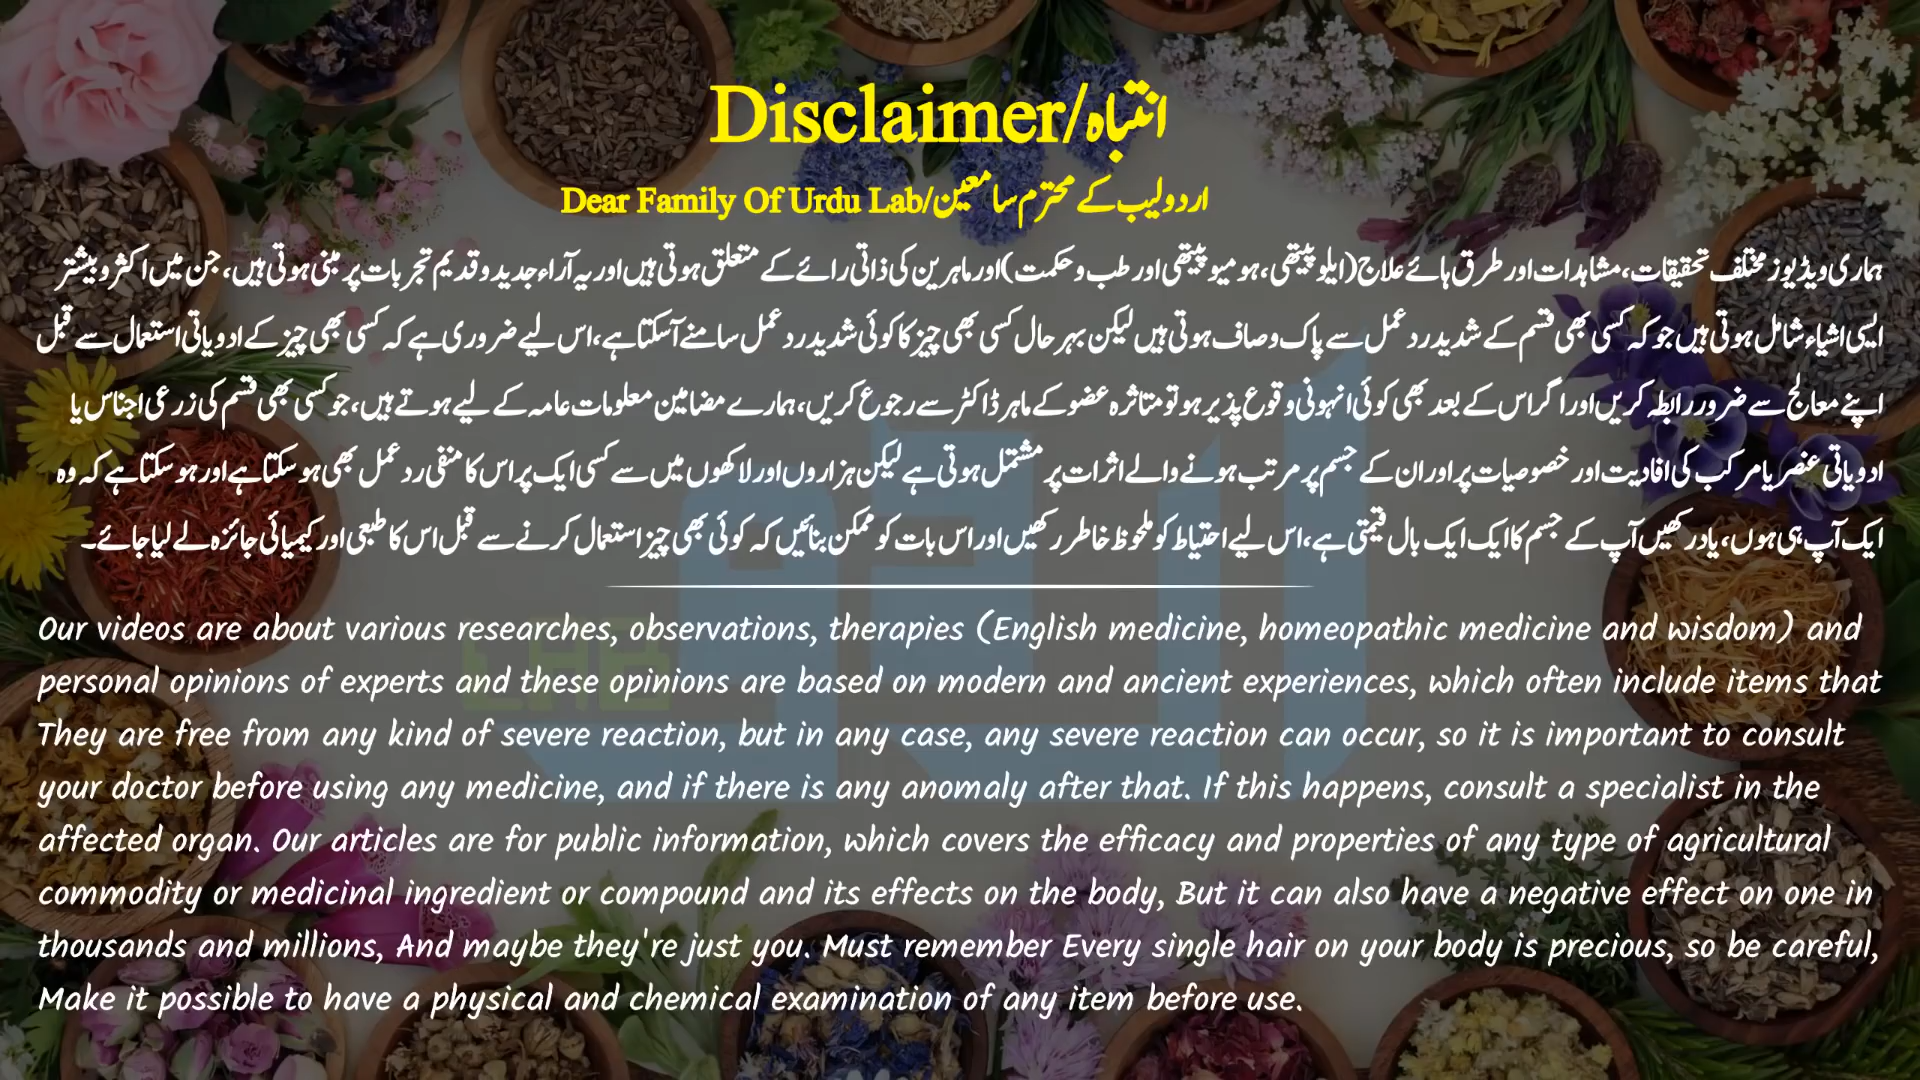 Disclaimer/انتباہ
Dear Family Of Urdu Lab/اردو لیب کے محترم سامعین
ہماری ویڈیوز مختلف تحقیقات، مشاہدات اور طرق ہائے علاج (ایلو پیتھی، ہومیو پیتھی اور طب و حکمت) اور ماہرین کی ذاتی رائے کے متعلق ہوتی ہیں اور یہ آراء جدید و قدیم تجربات پر مبنی ہوتی ہیں، جن میں اکثر و بیشتر
ایسی اشیاء شامل ہوتی ہیں جو کہ کسی بھی قسم کے شدید ردِ عمل سے پاک و صاف ہوتی ہیں لیکن بہر حال کسی بھی چیز کا کوئی شدید ردِ عمل سامنے آسکتا ہے، اس لیے ضروری ہے کہ کسی بھی چیز کے ادویاتی استعمال سے قبل
اپنے معالج سے ضرور رابطہ کریں اور اگر اس کے بعد بھی کوئی انہونی وقوع پذیر ہو تو متاثرہ عضو کے ماہر ڈاکٹر سے رجوع کریں، ہمارے مضامین معلومات عامہ کے لیے ہوتے ہیں، جو کسی بھی قسم کی زرعی اجناس یا
ادویاتی عنصر یا مرکب کی افادیت اور خصوصیات پر اور ان کے جسم پر مرتب ہونے والے اثرات پر مشتمل ہوتی ہے لیکن ہزاروں اور لاکھوں میں سے کسی ایک پر اس کا منفی ردِ عمل بھی ہو سکتا ہے اور ہو سکتا ہے کہ وہ
ایک آپ ہی ہوں، یاد رکھیں آپ کے جسم کا ایک ایک بال قیمتی ہے، اس لیے احتیاط کو ملحوظ خاطر رکھیں اور اس بات کو ممکن بنائیں کہ کوئی بھی چیز استعمال کرنے سے قبل اس کا طبعی اور کیمیائی جائزہ لے لیا جائے۔
Our videos are about various researches, observations, therapies (English medicine, homeopathic medicine and wisdom) and
personal opinions of experts and these opinions are based on modern and ancient experiences, which often include items that
They are free from any kind of severe reaction, but in any case, any severe reaction can occur, so it is important to consult
your doctor before using any medicine, and if there is any anomaly after that. If this happens, consult a specialist in the
affected organ. Our articles are for public information, which covers the efficacy and properties of any type of agricultural
commodity or medicinal ingredient or compound and its effects on the body, But it can also have a negative effect on one in
thousands and millions, And maybe they're just you. Must remember Every single hair on your body is precious, so be careful,
Make it possible to have a physical and chemical examination of any item before use.
اردو
LAB